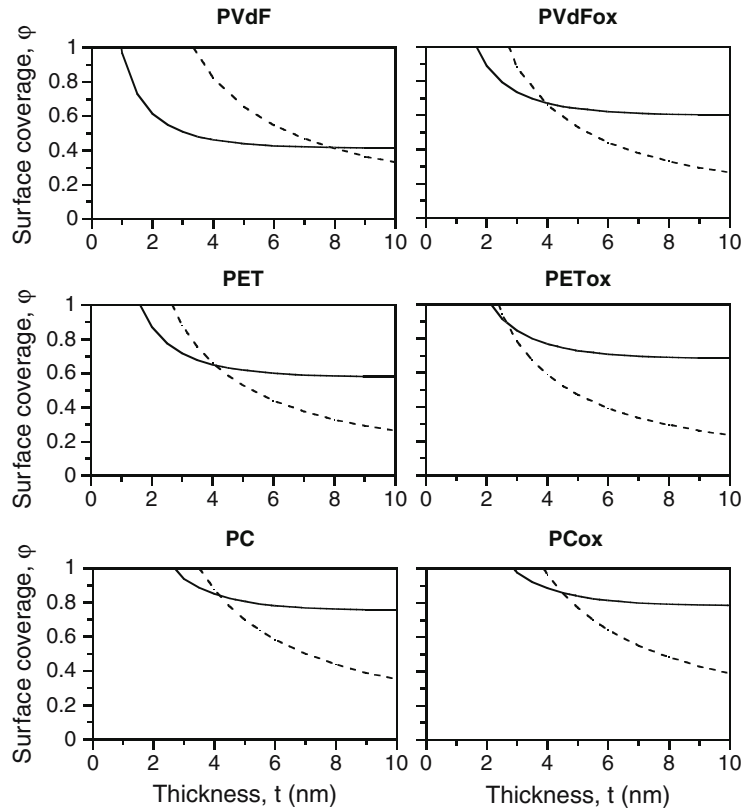 PVdF
PVdFox
Surface coverage, φ
1
0.8
0.6
0.4
0.2
0
0 2 4 6 8 10
0 2 4 6 8 10
PET
PETox
Surface coverage, φ
1
0.8
0.6
0.4
0.2
0
0 2 4 6 8 10
0 2 4 6 8 10
PC
PCox
Surface coverage, φ
1
0.8
0.6
0.4
0.2
0
0 2 4 6 8 10
0 2 4 6 8 10
Thickness, t (nm)
Thickness, t (nm)